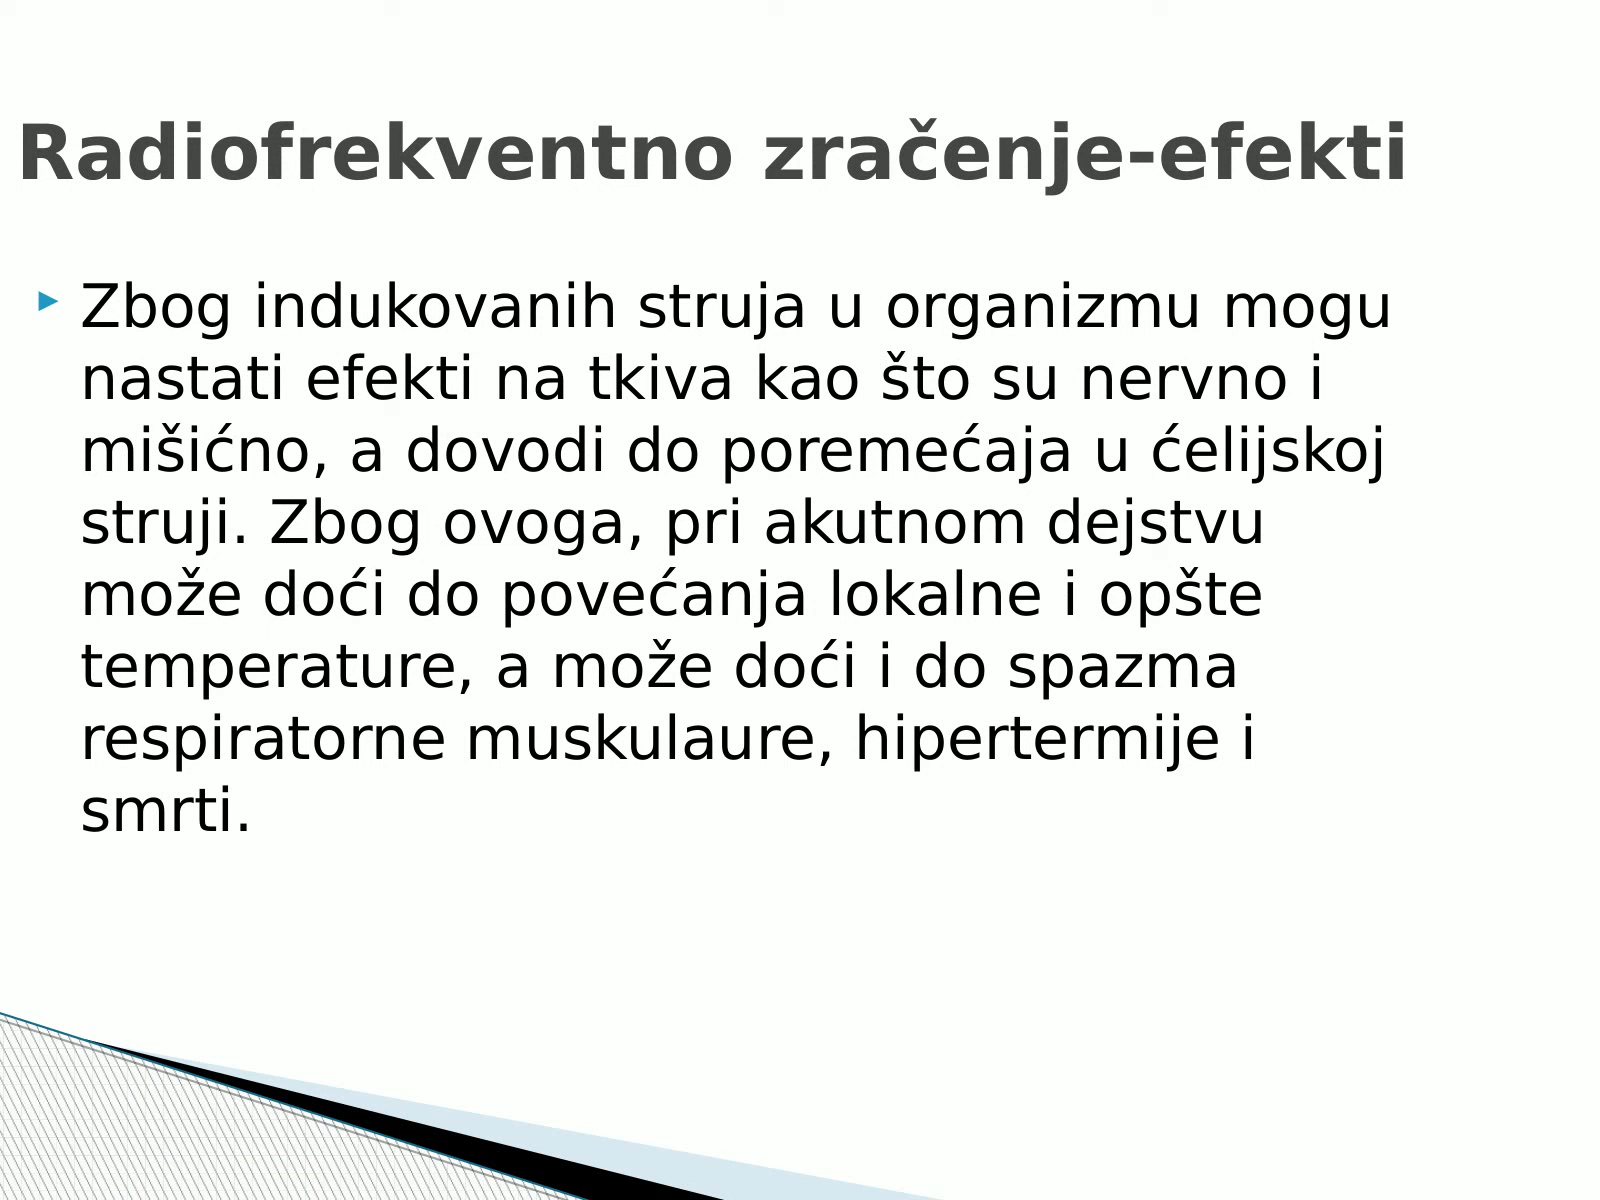 Radiofrekventno zračenje-efekti
Zbog indukovanih struja u organizmu mogu
nastati efekti na tkiva kao što su nervno i
mišićno, a dovodi do poremećaja u ćelijskoj
struji. Zbog ovoga, pri akutnom dejstvu
može doći do povećanja lokalne i opšte
temperature, a može doći i do spazma
respiratorne muskulaure, hipertermije i
smrti.